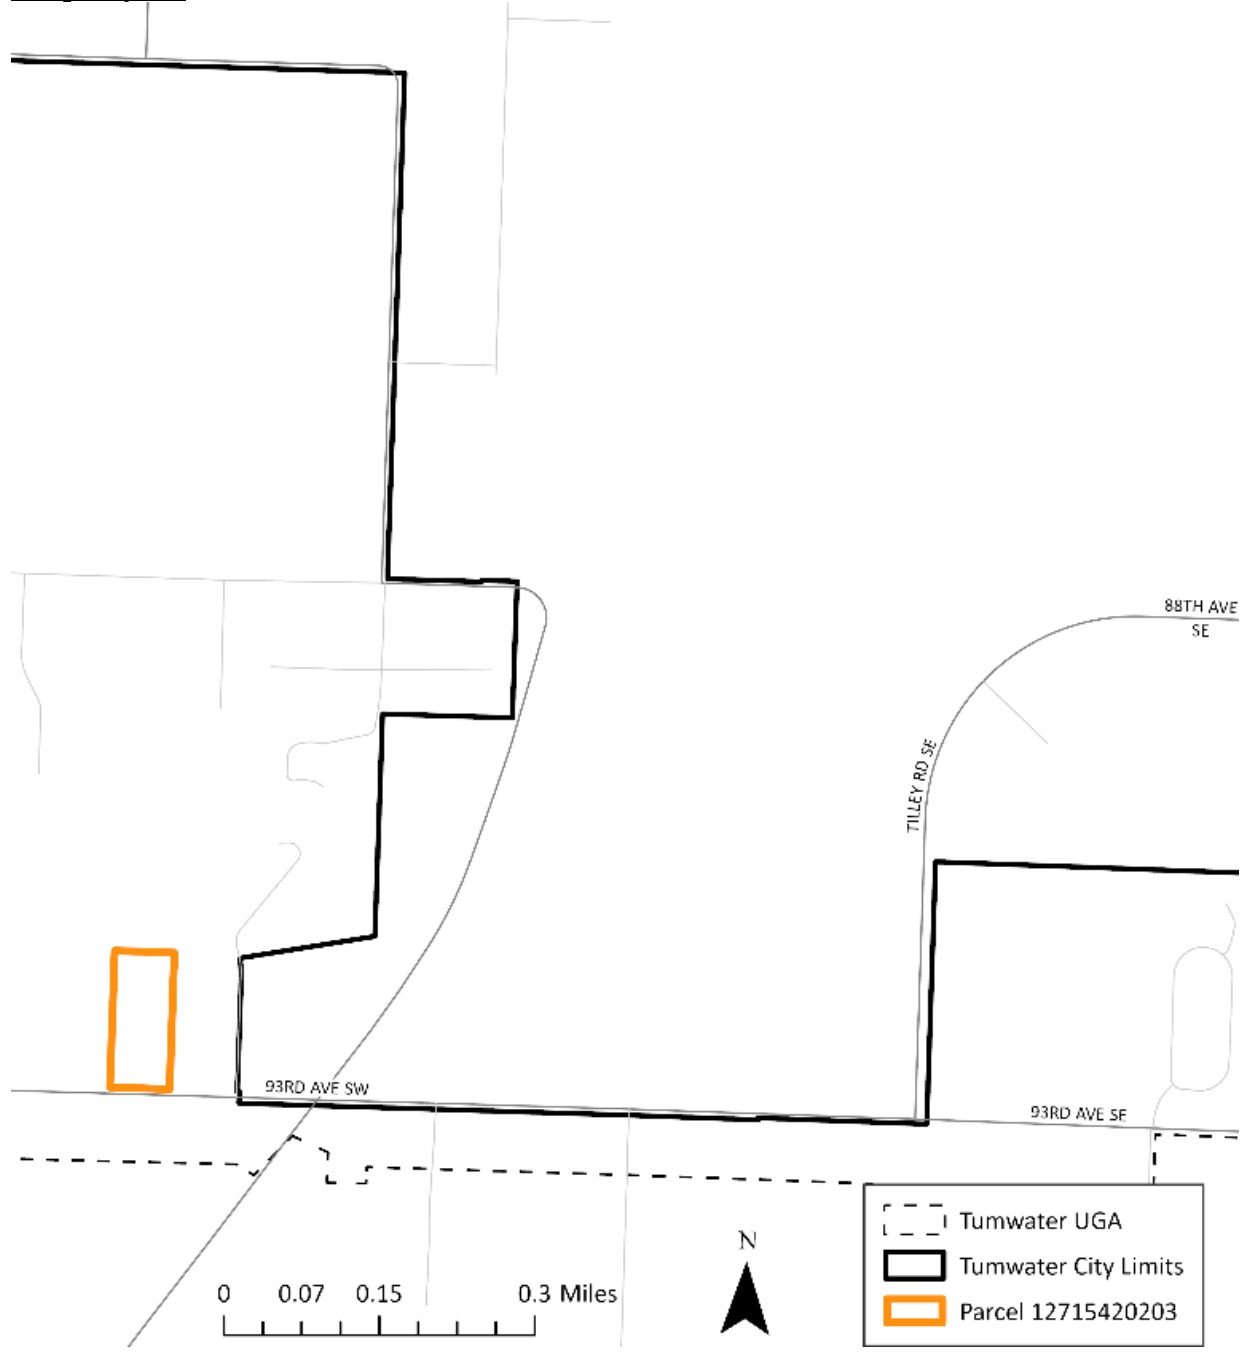 88TH AVE
SE
TILLEY RD SE
93RD AVE SW
93RD AVE SE
N
0 0.07 0.15 0.3 Miles
Tumwater UGA
Tumwater City Limits
Parcel 12715420203